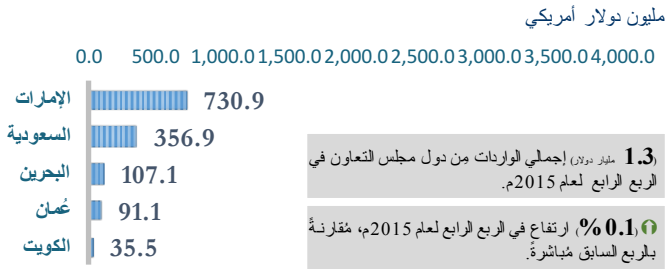 مليون دولار أمريكي
0.0 500.0 1,000.0 1,500.0 2,000.0 2,500.0 3,000.0 3,500.0 4,000.0
الإمارات 730.9
السعودية 356.9
البحرين 107.1
عُمان 91.1
الكويت 35.5
1.3 (مليار دولار) إجمالي الواردات مِن دول مجلس التعاون في
الربع الرابع لعام 2015م.
(0.1 %) ارتفاع في الربع الرابع لعام 2015م، مُقارنةً
بالربع السابق مُباشرةً.